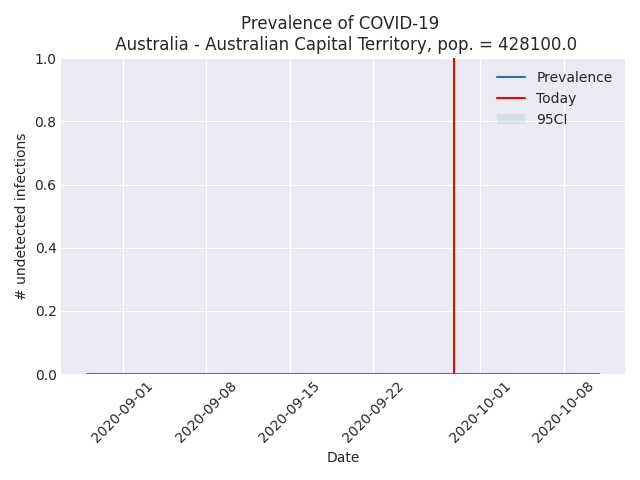 Prevalence of COVID-19
Australia - Australian Capital Territory, pop. = 428100.0
1.0
0.8
0.6
0.4
0.2
0.0
# undetected infections
Prevalence
Today
95CI
2020-09-01
2020-09-08
2020-09-15
2020-09-22
2020-10-01
2020-10-08
Date